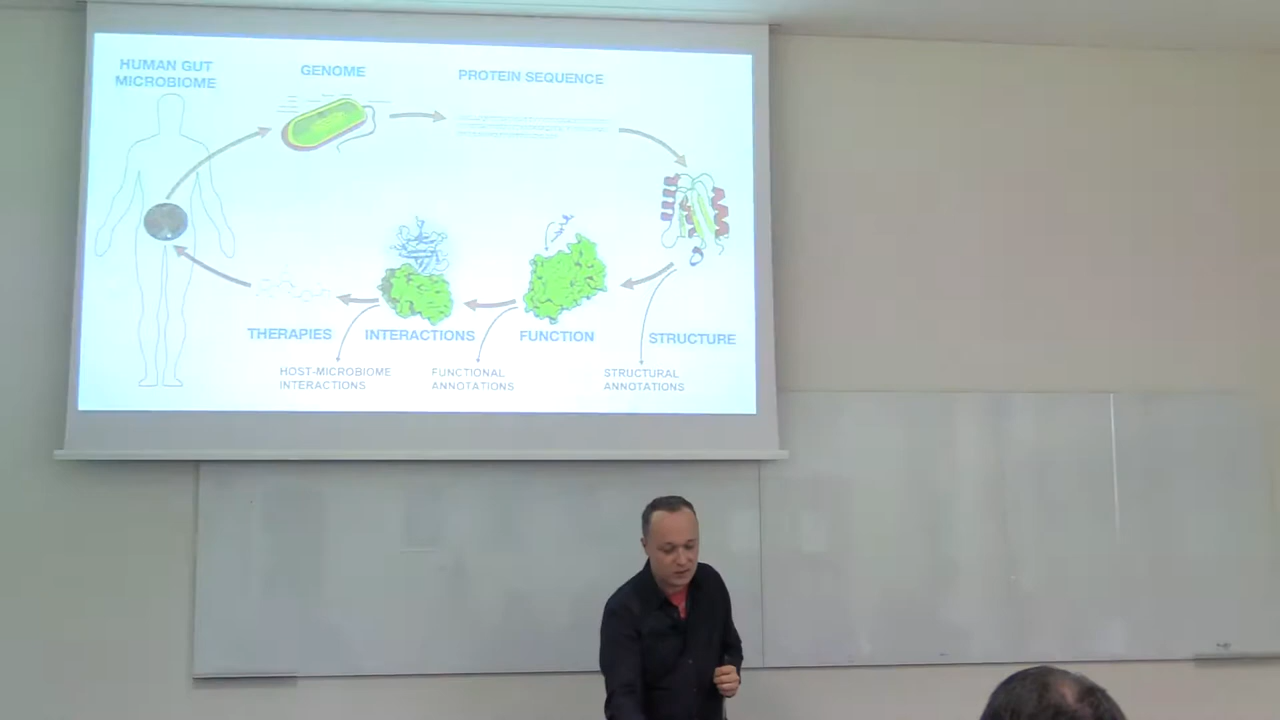 HUMAN GUT
MICROBIOME
GENOME
PROTEIN SEQUENCE
THERAPIES
INTERACTIONS
FUNCTION
STRUCTURE
HOST-MICROBIOME
INTERACTIONS
FUNCTIONAL
ANNOTATIONS
STRUCTURAL
ANNOTATIONS